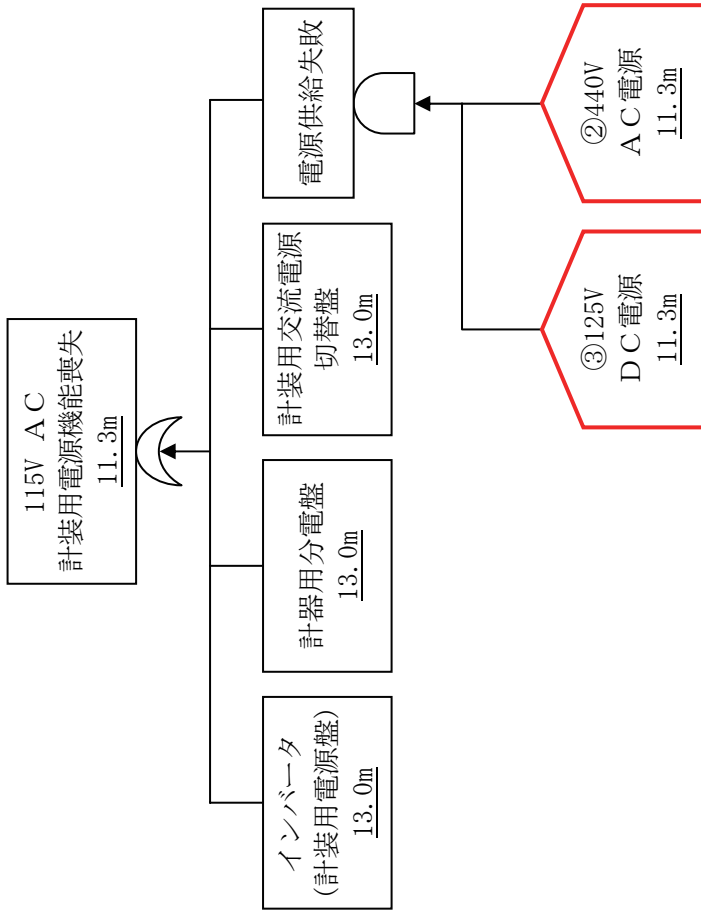 115V AC
計装用電源機能喪失
11.3m
インバータ
(計装用電源盤)
13.0m
計器用分電盤
13.0m
計装用交流電源
切替盤
13.0m
電源供給失敗
③125V
DC電源
11.3m
②440V
AC電源
11.3m